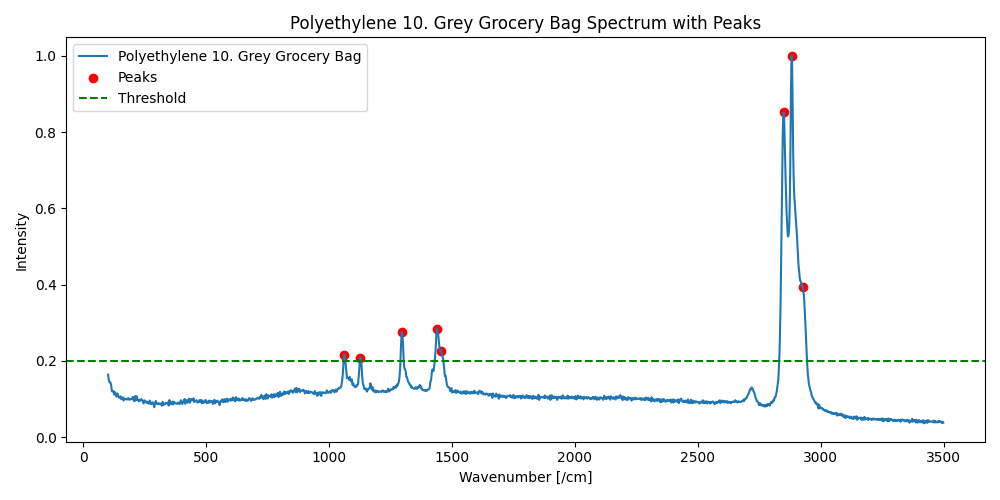 Polyethylene 10. Grey Grocery Bag Spectrum with Peaks
Polyethylene 10. Grey Grocery Bag
Peaks
Threshold
1.0
0.8
0.6
0.4
0.2
0.0
Intensity
0 500 1000 1500 2000 2500 3000 3500
Wavenumber [/cm]